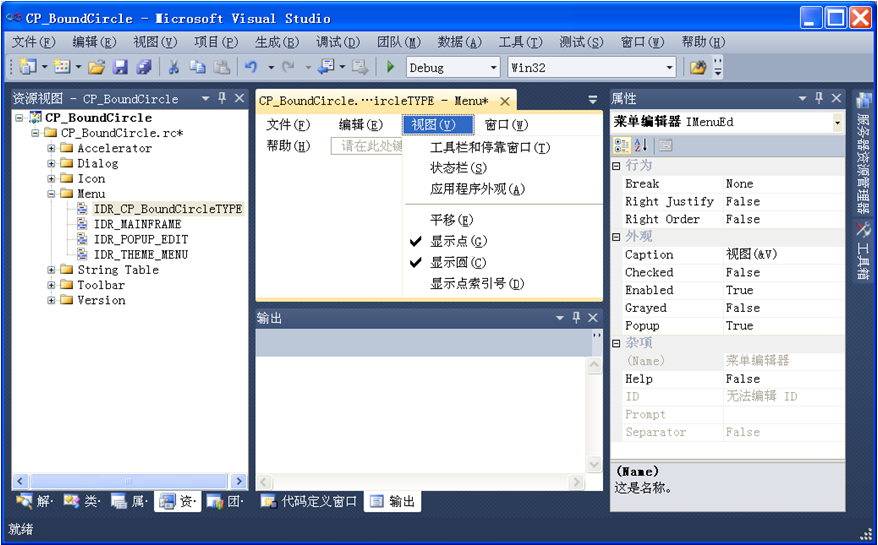 CP_BoundCircle - Microsoft Visual Studio
文件(F) 编辑(E) 视图(V) 项目(P) 生成(B) 调试(D) 团队(M) 数据(A) 工具(T) 测试(S) 窗口(W) 帮助(H)
Debug Win32
资源视图 - CP_BoundCircle
CP_BoundCircle
CP_BoundCircle.rc*
Accelerator
Dialog
Icon
Menu
IDR_CP_BoundCircleTYPE
IDR_MAINFRAME
IDR_POPUP_EDIT
IDR_THEME_MENU
String Table
Toolbar
Version
解· 类· 属· 资· 团·
CP_BoundCircle.…ircleTYPE - Menu*
文件(F) 编辑(E) 视图(V) 窗口(W)
帮助(H) 请在此处键
工具栏和停靠窗口(T)
状态栏(S)
应用程序外观(A)
平移(E)
显示点(G)
显示圆(C)
显示点索引号(D)
输出
代码定义窗口 输出
属性
菜单编辑器 IMenuEd
行为
Break None
Right Justify False
Right Order False
外观
Caption 视图(&V)
Checked False
Enabled True
Grayed False
Popup True
杂项
(Name) 菜单编辑器
Help False
ID 无法编辑 ID
Prompt
Separator False
(Name)
这是名称。
服务器资源管理器
工具箱
就绪